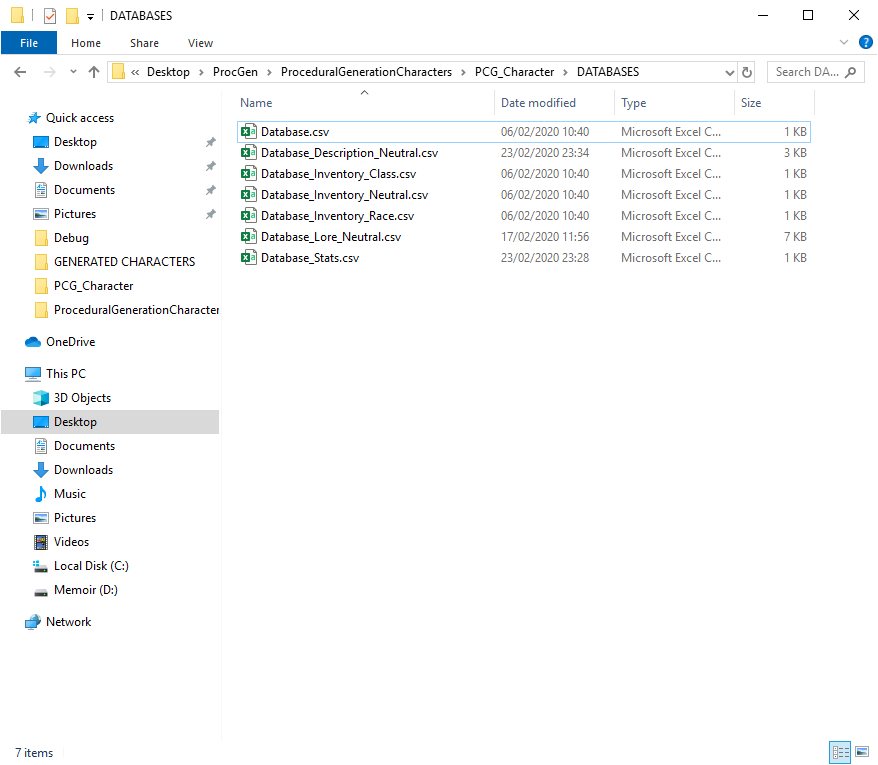 DATABASES
File Home Share View
« Desktop > ProcGen > ProceduralGenerationCharacters > PCG_Character > DATABASES Search DA...
Name Date modified Type Size
Quick access
Desktop
Downloads
Documents
Pictures
Debug
GENERATED CHARACTERS
PCG_Character
ProceduralGenerationCharacter
OneDrive
This PC
3D Objects
Desktop
Documents
Downloads
Music
Pictures
Videos
Local Disk (C:)
Memoir (D:)
Network
Database.csv 06/02/2020 10:40 Microsoft Excel C... 1 KB
Database_Description_Neutral.csv 23/02/2020 23:34 Microsoft Excel C... 3 KB
Database_Inventory_Class.csv 06/02/2020 10:40 Microsoft Excel C... 1 KB
Database_Inventory_Neutral.csv 06/02/2020 10:40 Microsoft Excel C... 1 KB
Database_Inventory_Race.csv 06/02/2020 10:40 Microsoft Excel C... 1 KB
Database_Lore_Neutral.csv 17/02/2020 11:56 Microsoft Excel C... 7 KB
Database_Stats.csv 23/02/2020 23:28 Microsoft Excel C... 1 KB
7 items